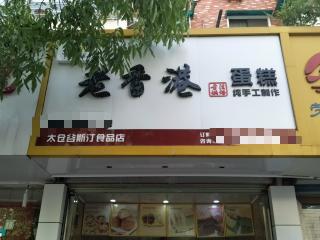 老香港 蛋糕
纯手工制作
太仓谷斯汀食品店
订
咨询